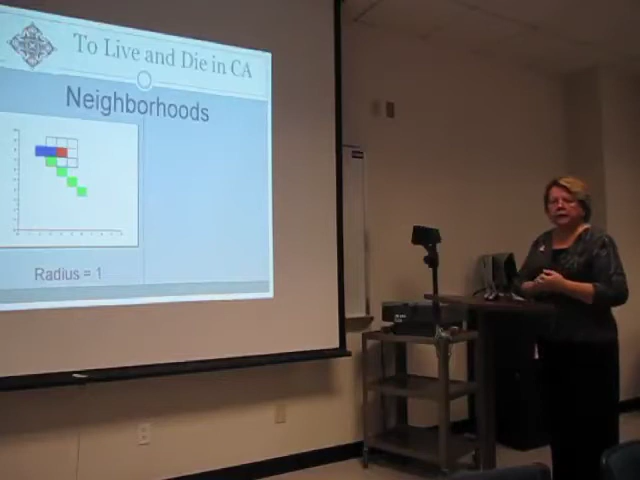 To Live and Die in CA
Neighborhoods
Radius = 1